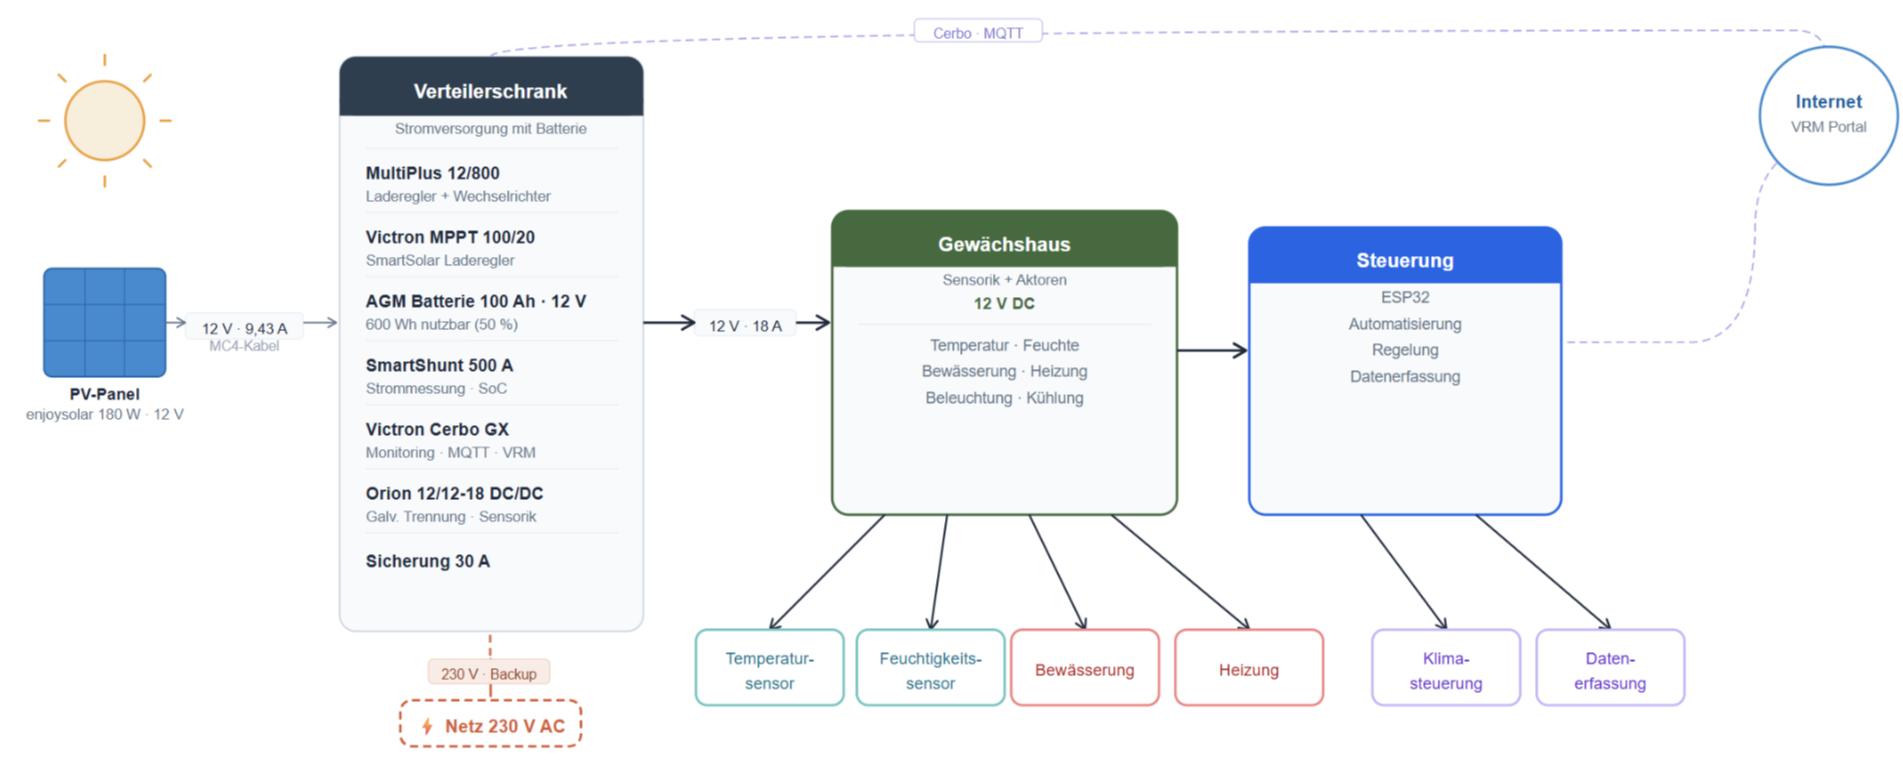 Cerbo · MQTT
Internet
VRM Portal
Verteilerschrank
Stromversorgung mit Batterie
MultiPlus 12/800
Laderegler + Wechselrichter
Victron MPPT 100/20
SmartSolar Laderegler
AGM Batterie 100 Ah · 12 V
600 Wh nutzbar (50 %)
SmartShunt 500 A
Strommessung · SoC
Victron Cerbo GX
Monitoring · MQTT · VRM
Orion 12/12-18 DC/DC
Galv. Trennung · Sensorik
Sicherung 30 A
12 V · 9,43 A
MC4-Kabel
PV-Panel
enjoysolar 180 W · 12 V
230 V · Backup
Netz 230 V AC
12 V · 18 A
Gewächshaus
Sensorik + Aktoren
12 V DC
Temperatur · Feuchte
Bewässerung · Heizung
Beleuchtung · Kühlung
Steuerung
ESP32
Automatisierung
Regelung
Datenerfassung
Temperatur-
sensor
Feuchtigkeits-
sensor
Bewässerung
Heizung
Klima-
steuerung
Daten-
erfassung